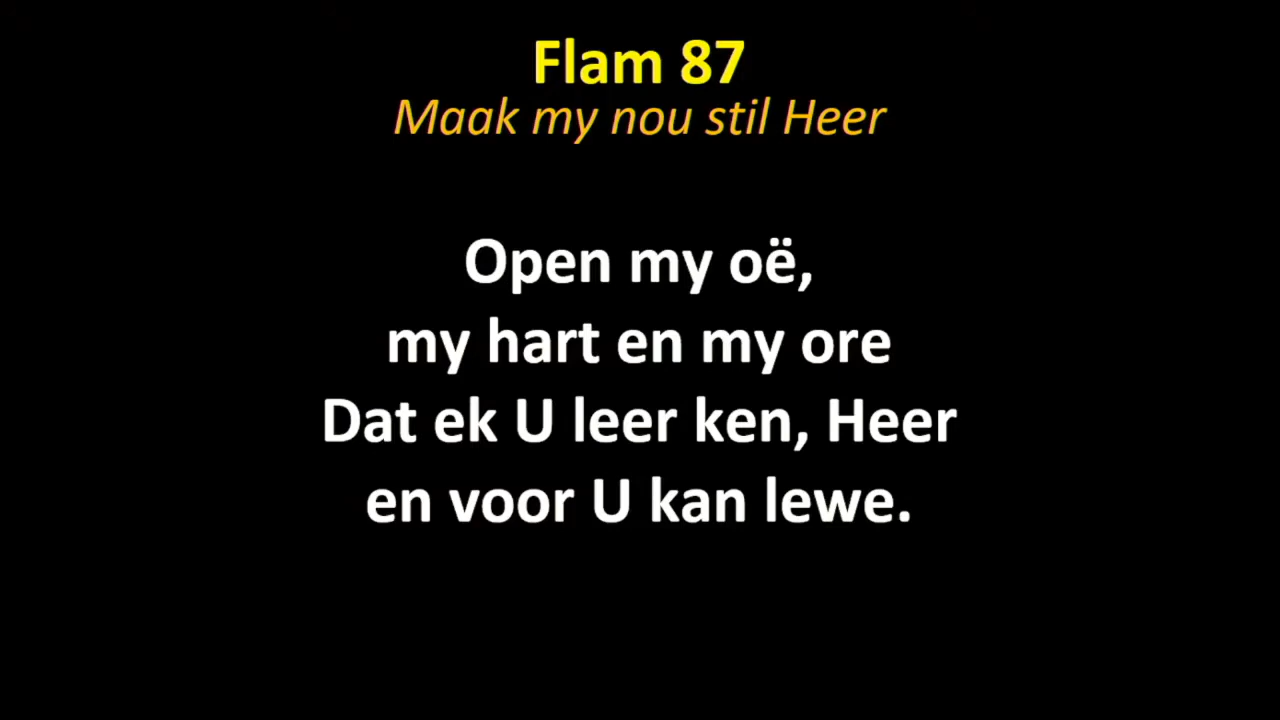 Flam 87
Maak my nou stil Heer
Open my oë,
my hart en my ore
Dat ek U leer ken, Heer
en voor U kan lewe.